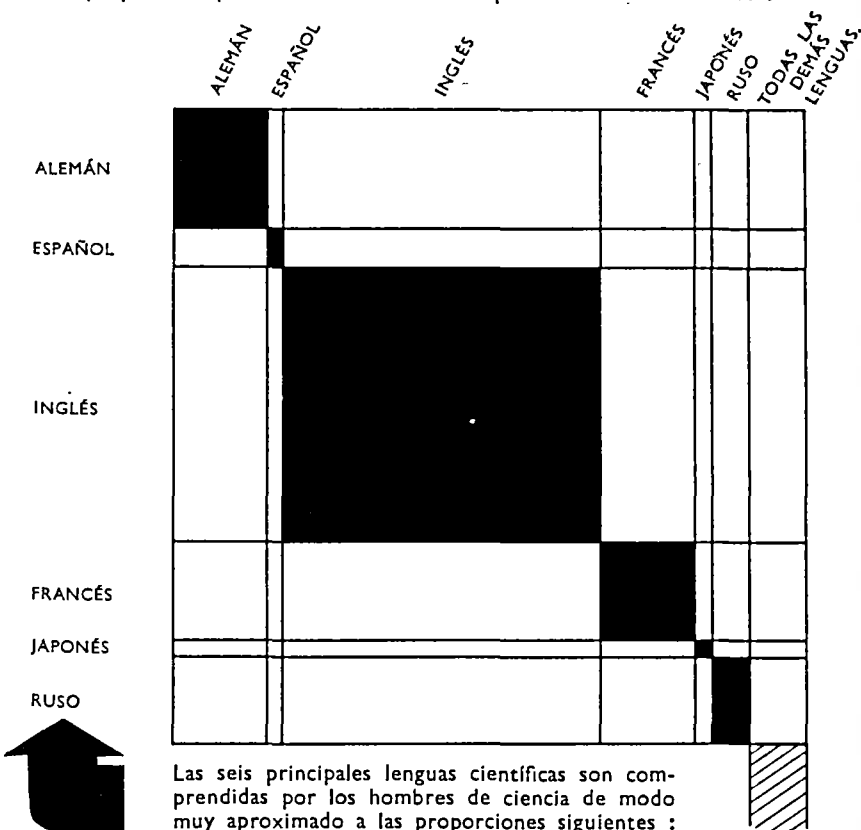 ALEMÁN
ESPAÑOL
INGLÉS
FRANCÉS
JAPONÉS
RUSO
TODAS LAS
DEMÁS
LENGUAS.
ALEMÁN
ESPAÑOL
INGLÉS
FRANCÉS
JAPONÉS
RUSO
Las seis principales lenguas científicas son com-
prendidas por los hombres de ciencia de modo
muy aproximado a las proporciones siguientes :